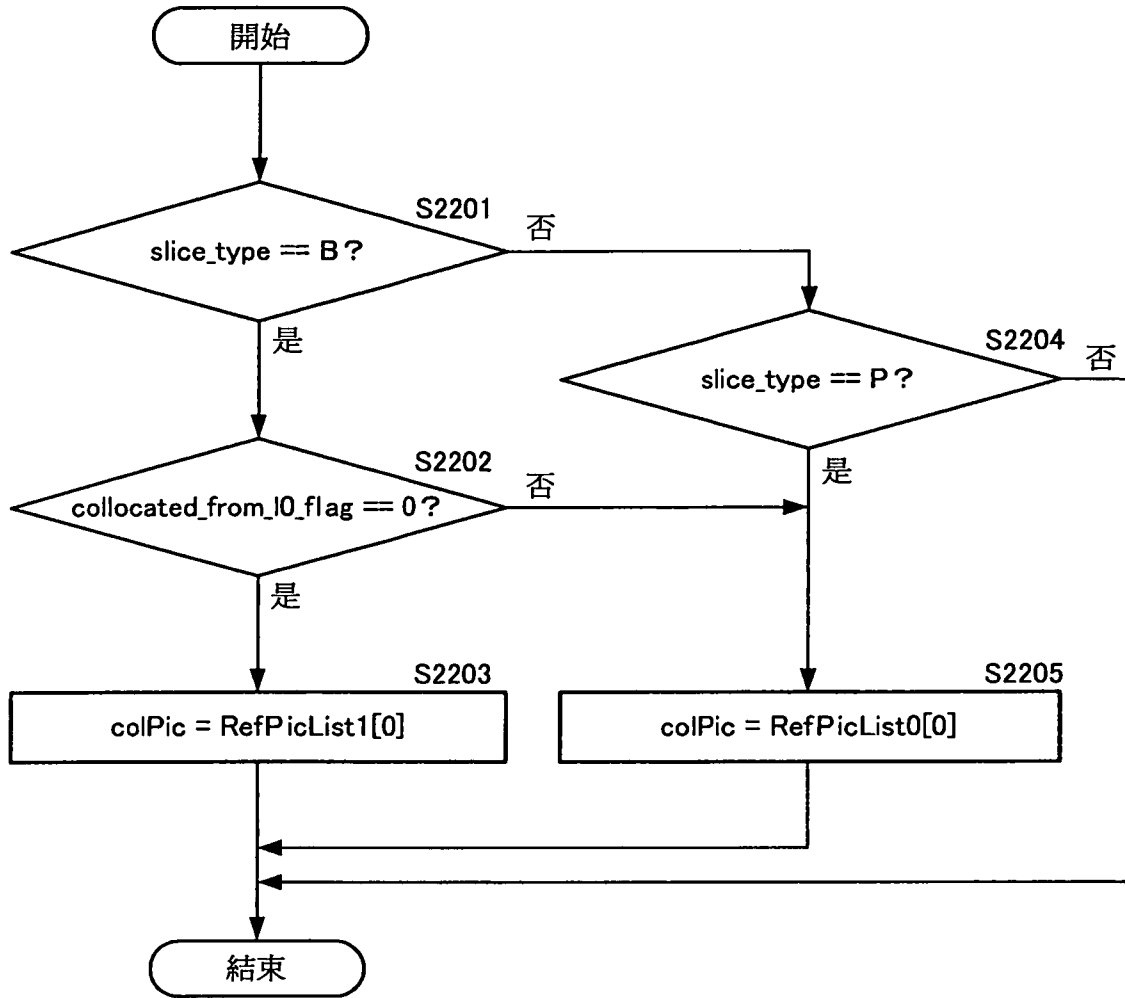 開始
S2201
slice_type == B?
否
是
S2204
slice_type == P?
否
是
S2202
collocated_from_l0_flag == 0?
否
是
S2203
colPic = RefPicList1[0]
S2205
colPic = RefPicList0[0]
結束